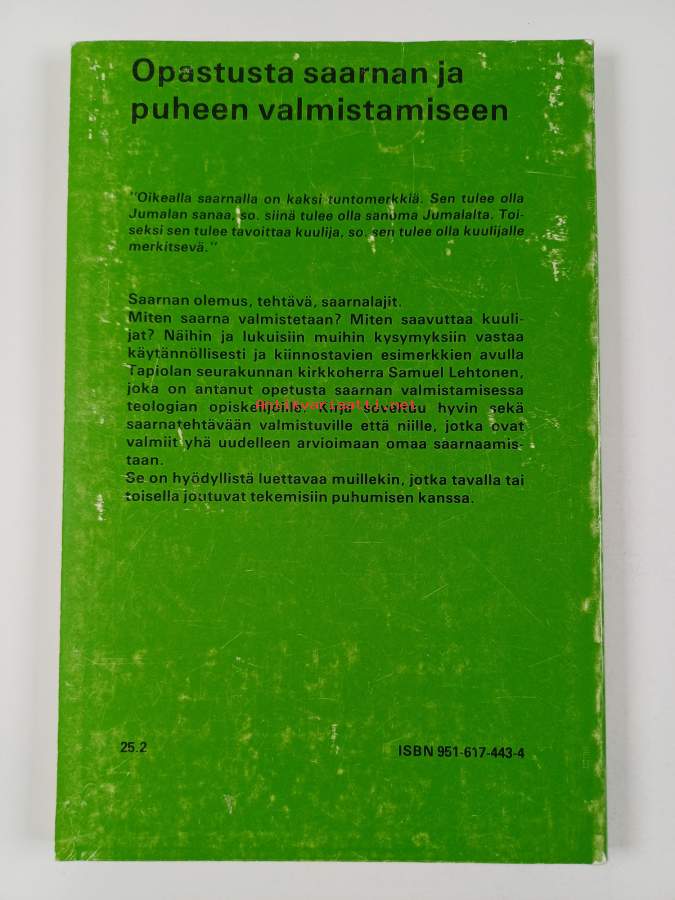 Opastusta saarnan ja
puheen valmistamiseen
"Oikealla saarnalla on kaksi tuntomerkkiä. Sen tulee olla
Jumalan sanaa, so. siinä tulee olla sanoma Jumalalta. Toi-
seksi sen tulee tavoittaa kuulija, so. sen tulee olla kuulijalle
merkitsevä."
Saarnan olemus, tehtävä, saarnalajit.
Miten saarna valmistetaan? Miten saavuttaa kuuli-
jat? Näihin ja lukuisiin muihin kysymyksiin vastaa
käytännöllisesti ja kiinnostavien esimerkkien avulla
Tapiolan seurakunnan kirkkoherra Samuel Lehtonen,
joka on antanut opetusta saarnan valmistamisessa
teologian opiskelijoille. Kirja soveltuu hyvin sekä
Antikvariaatti.net
saarnatehtävään valmistuville että niille, jotka ovat
valmiit yhä uudelleen arvioimaan omaa saarnaamis-
taan.
Se on hyödyllistä luettavaa muillekin, jotka tavalla tai
toisella joutuvat tekemisiin puhumisen kanssa.
25.2
ISBN 951-617-443-4